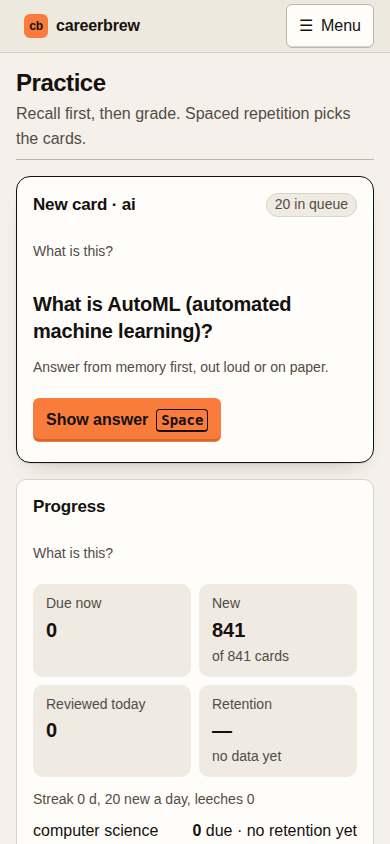 cb careerbrew
☰ Menu
Practice
Recall first, then grade. Spaced repetition picks
the cards.
New card · ai
20 in queue
What is this?
What is AutoML (automated
machine learning)?
Answer from memory first, out loud or on paper.
Show answer Space
Progress
What is this?
Due now
0
New
841
of 841 cards
Reviewed today
0
Retention
—
no data yet
Streak 0 d, 20 new a day, leeches 0
computer science 0 due · no retention yet